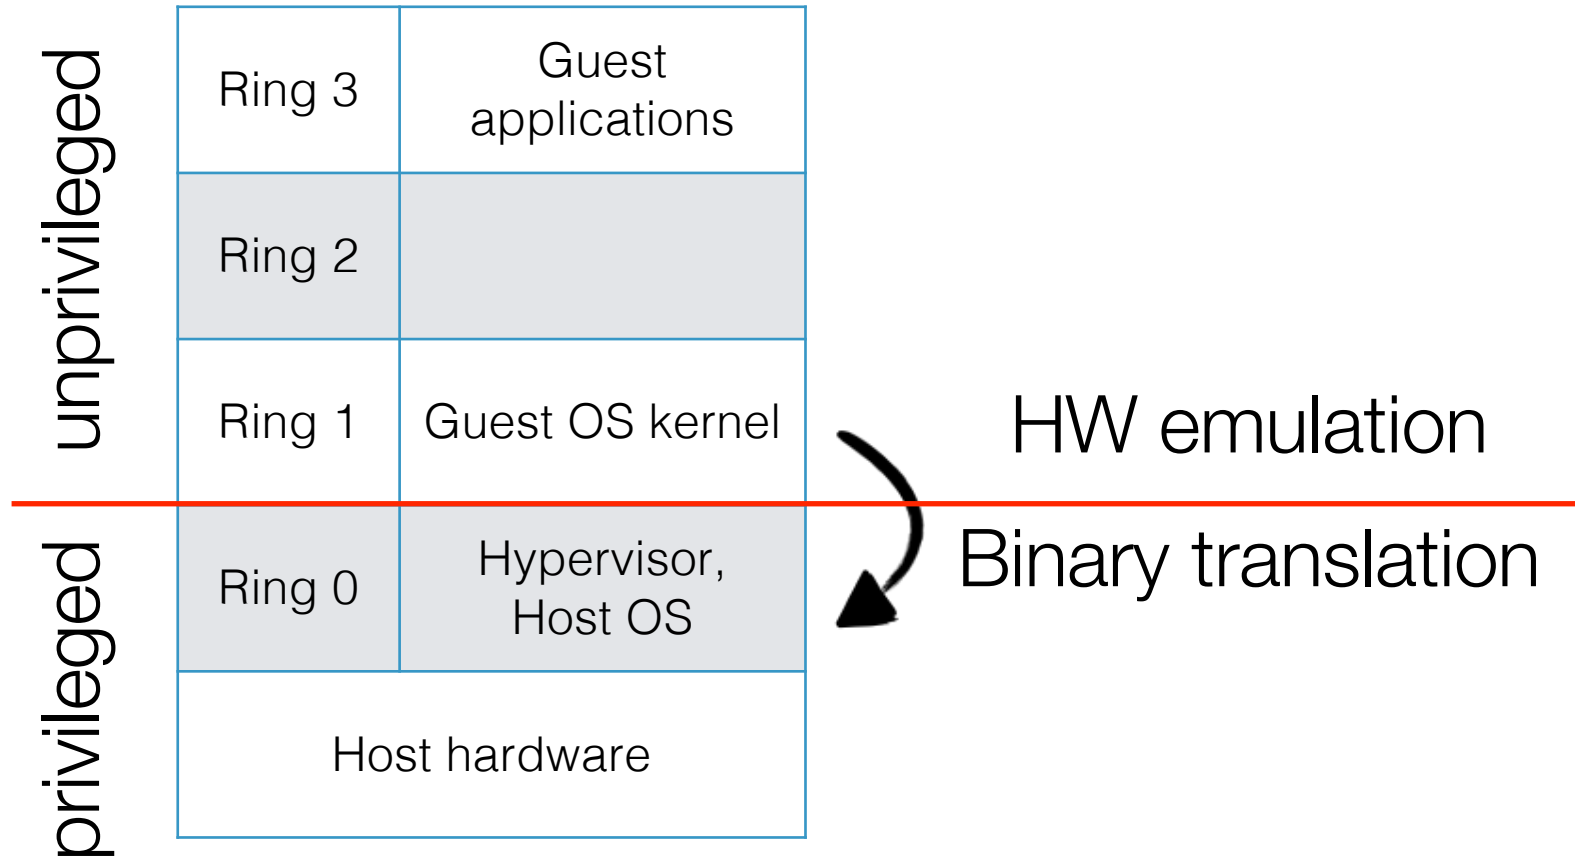 unprivileged
Ring 3
Guest
applications
Ring 2
Ring 1
Guest OS kernel
HW emulation
privileged
Ring 0
Hypervisor,
Host OS
Binary translation
Host hardware